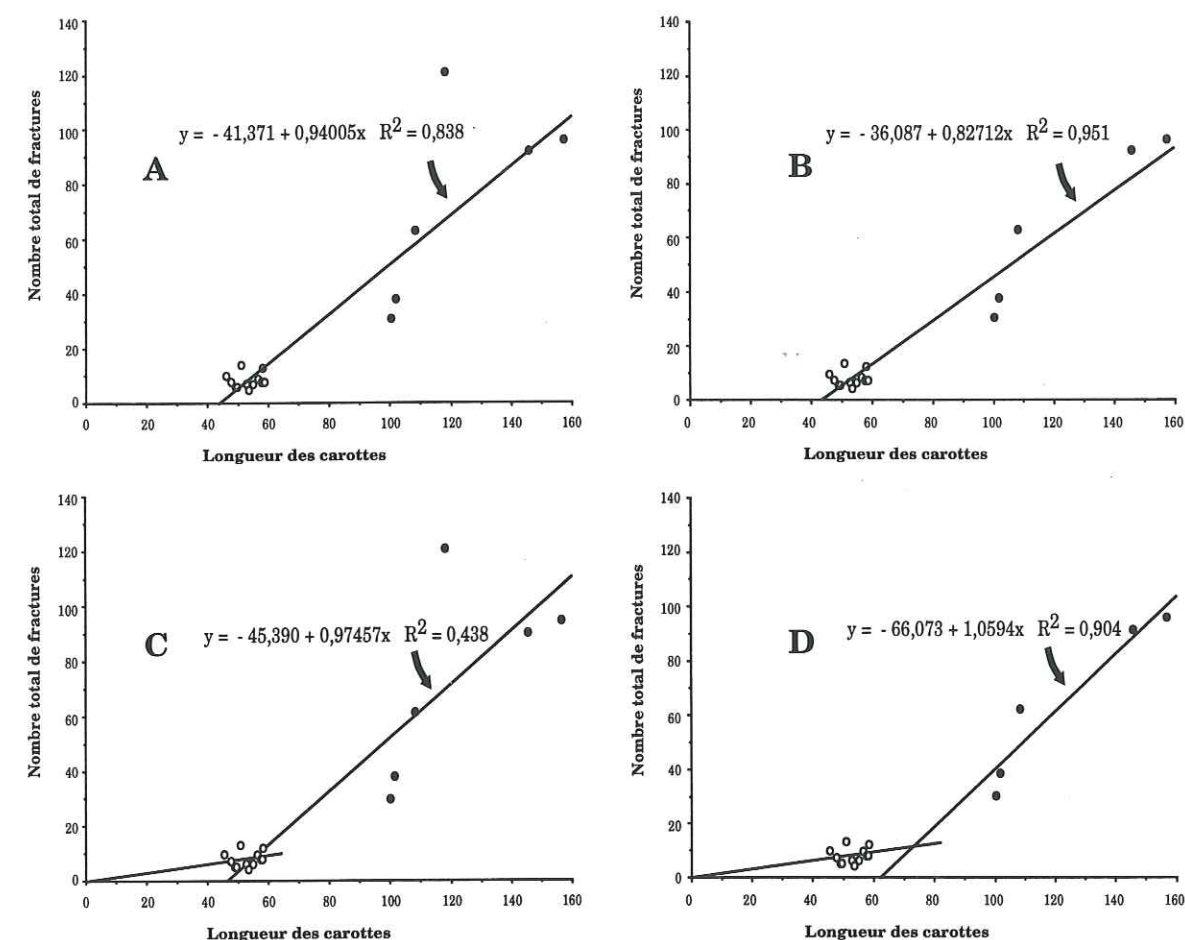 140
120
100
80
60
40
20
0
Nombre total de fractures
y = - 41,371 + 0,94005x R2 = 0,838
A
0 20 40 60 80 100 120 140 160
Longueur des carottes
140
120
100
80
60
40
20
0
Nombre total de fractures
y = - 36,087 + 0,82712x R2 = 0,951
B
0 20 40 60 80 100 120 140 160
Longueur des carottes
140
120
100
80
60
40
20
0
Nombre total de fractures
y = - 45,390 + 0,97457x R2 = 0,438
C
0 20 40 60 80 100 120 140 160
Longueur des carottes
140
120
100
80
60
40
20
0
Nombre total de fractures
y = - 66,073 + 1,0594x R2 = 0,904
D
0 20 40 60 80 100 120 140 160
Longueur des carottes